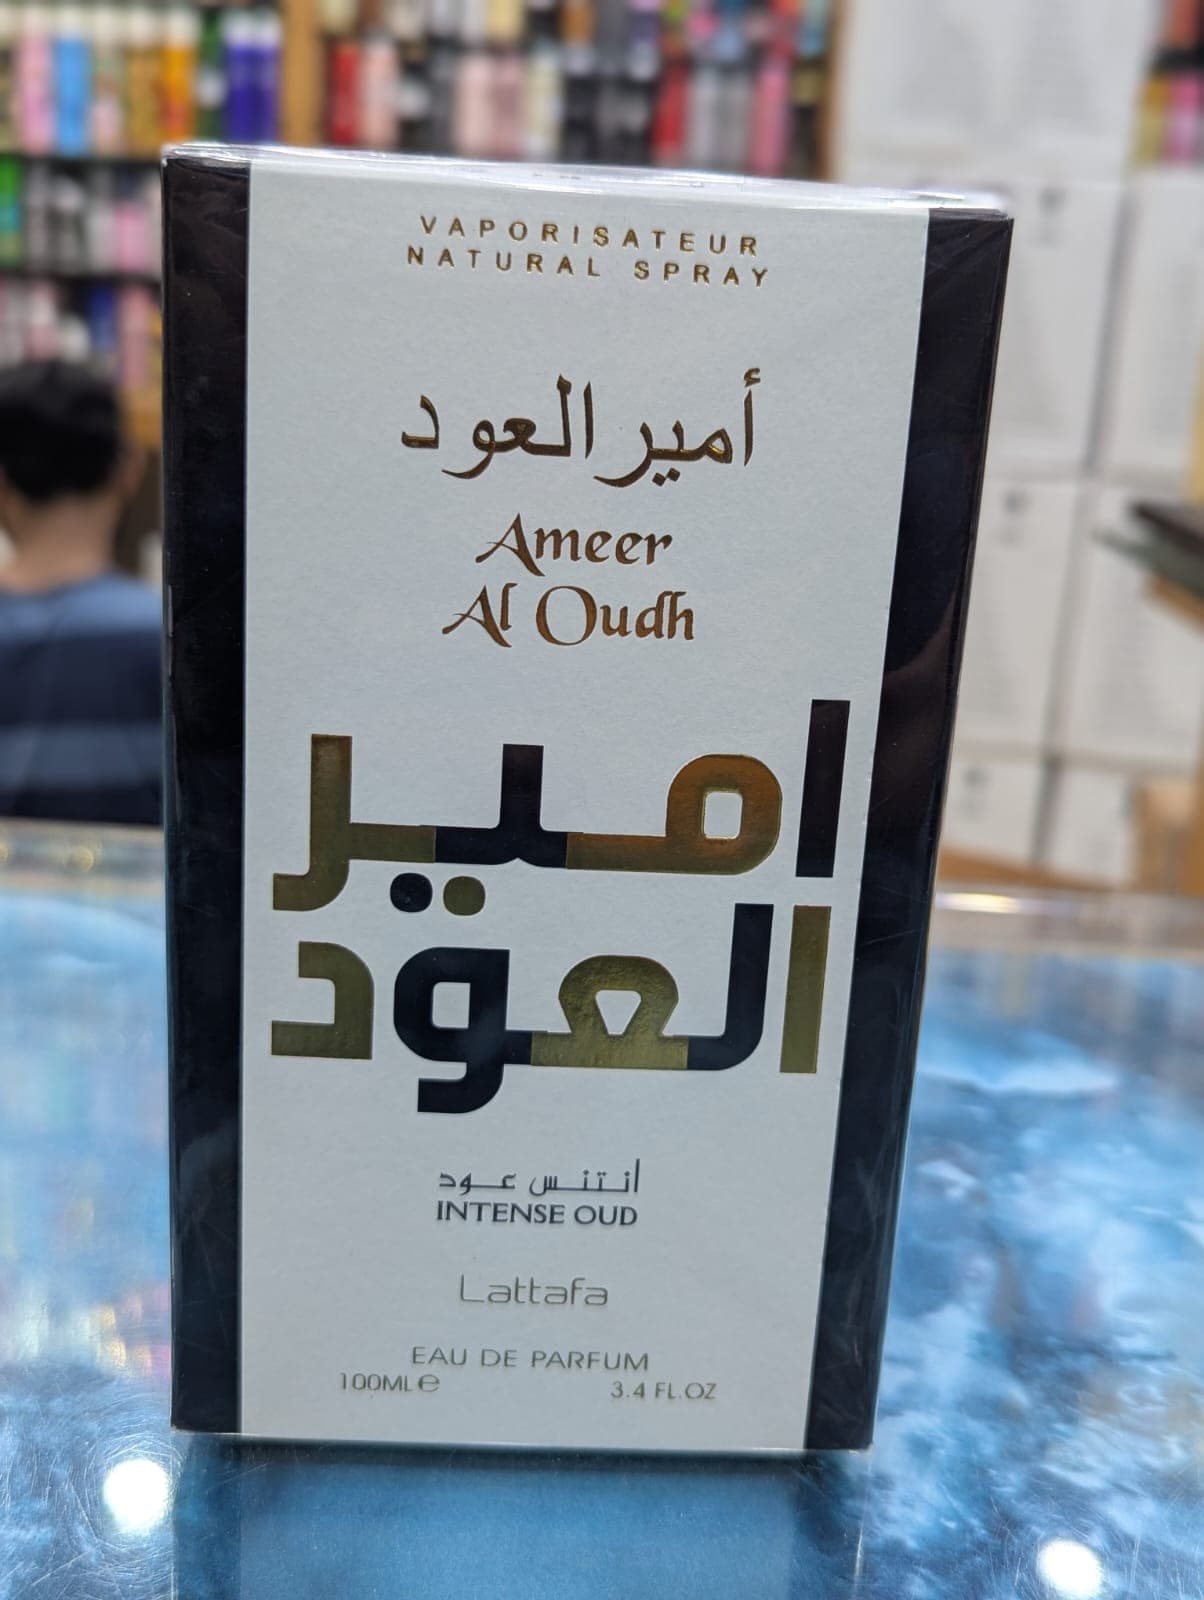 VAPORISATEUR
NATURAL SPRAY
أمير العود
Ameer
Al Oudh
امير
العود
أنتنس عود
INTENSE OUD
Lattafa
EAU DE PARFUM
100ML e 3.4 FL.OZ